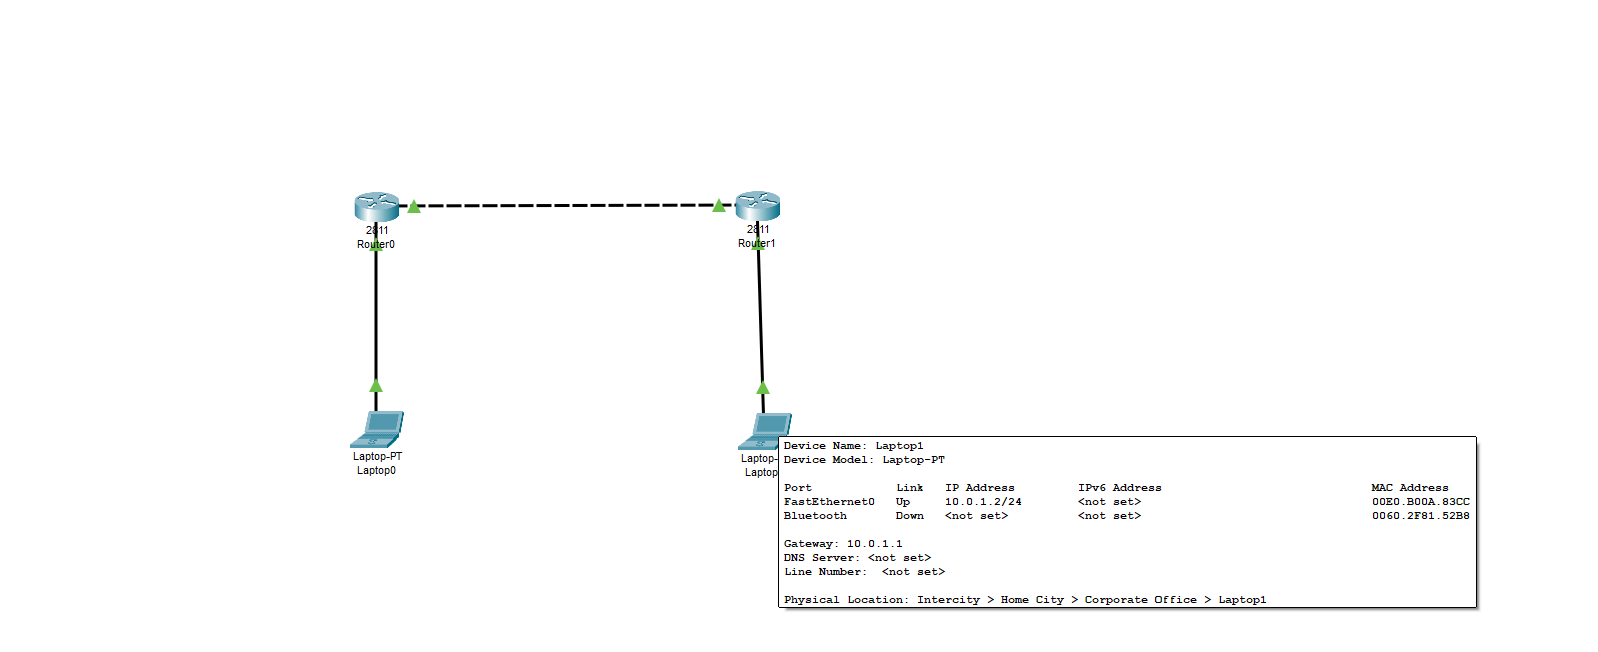 2811
Router0
2811
Router1
Laptop-PT
Laptop0
Laptop-
Laptop
Device Name: Laptop1
Device Model: Laptop-PT
Port Link IP Address IPv6 Address MAC Address
FastEthernet0 Up 10.0.1.2/24 <not set> 00E0.B00A.83CC
Bluetooth Down <not set> <not set> 0060.2F81.52B8
Gateway: 10.0.1.1
DNS Server: <not set>
Line Number: <not set>
Physical Location: Intercity > Home City > Corporate Office > Laptop1